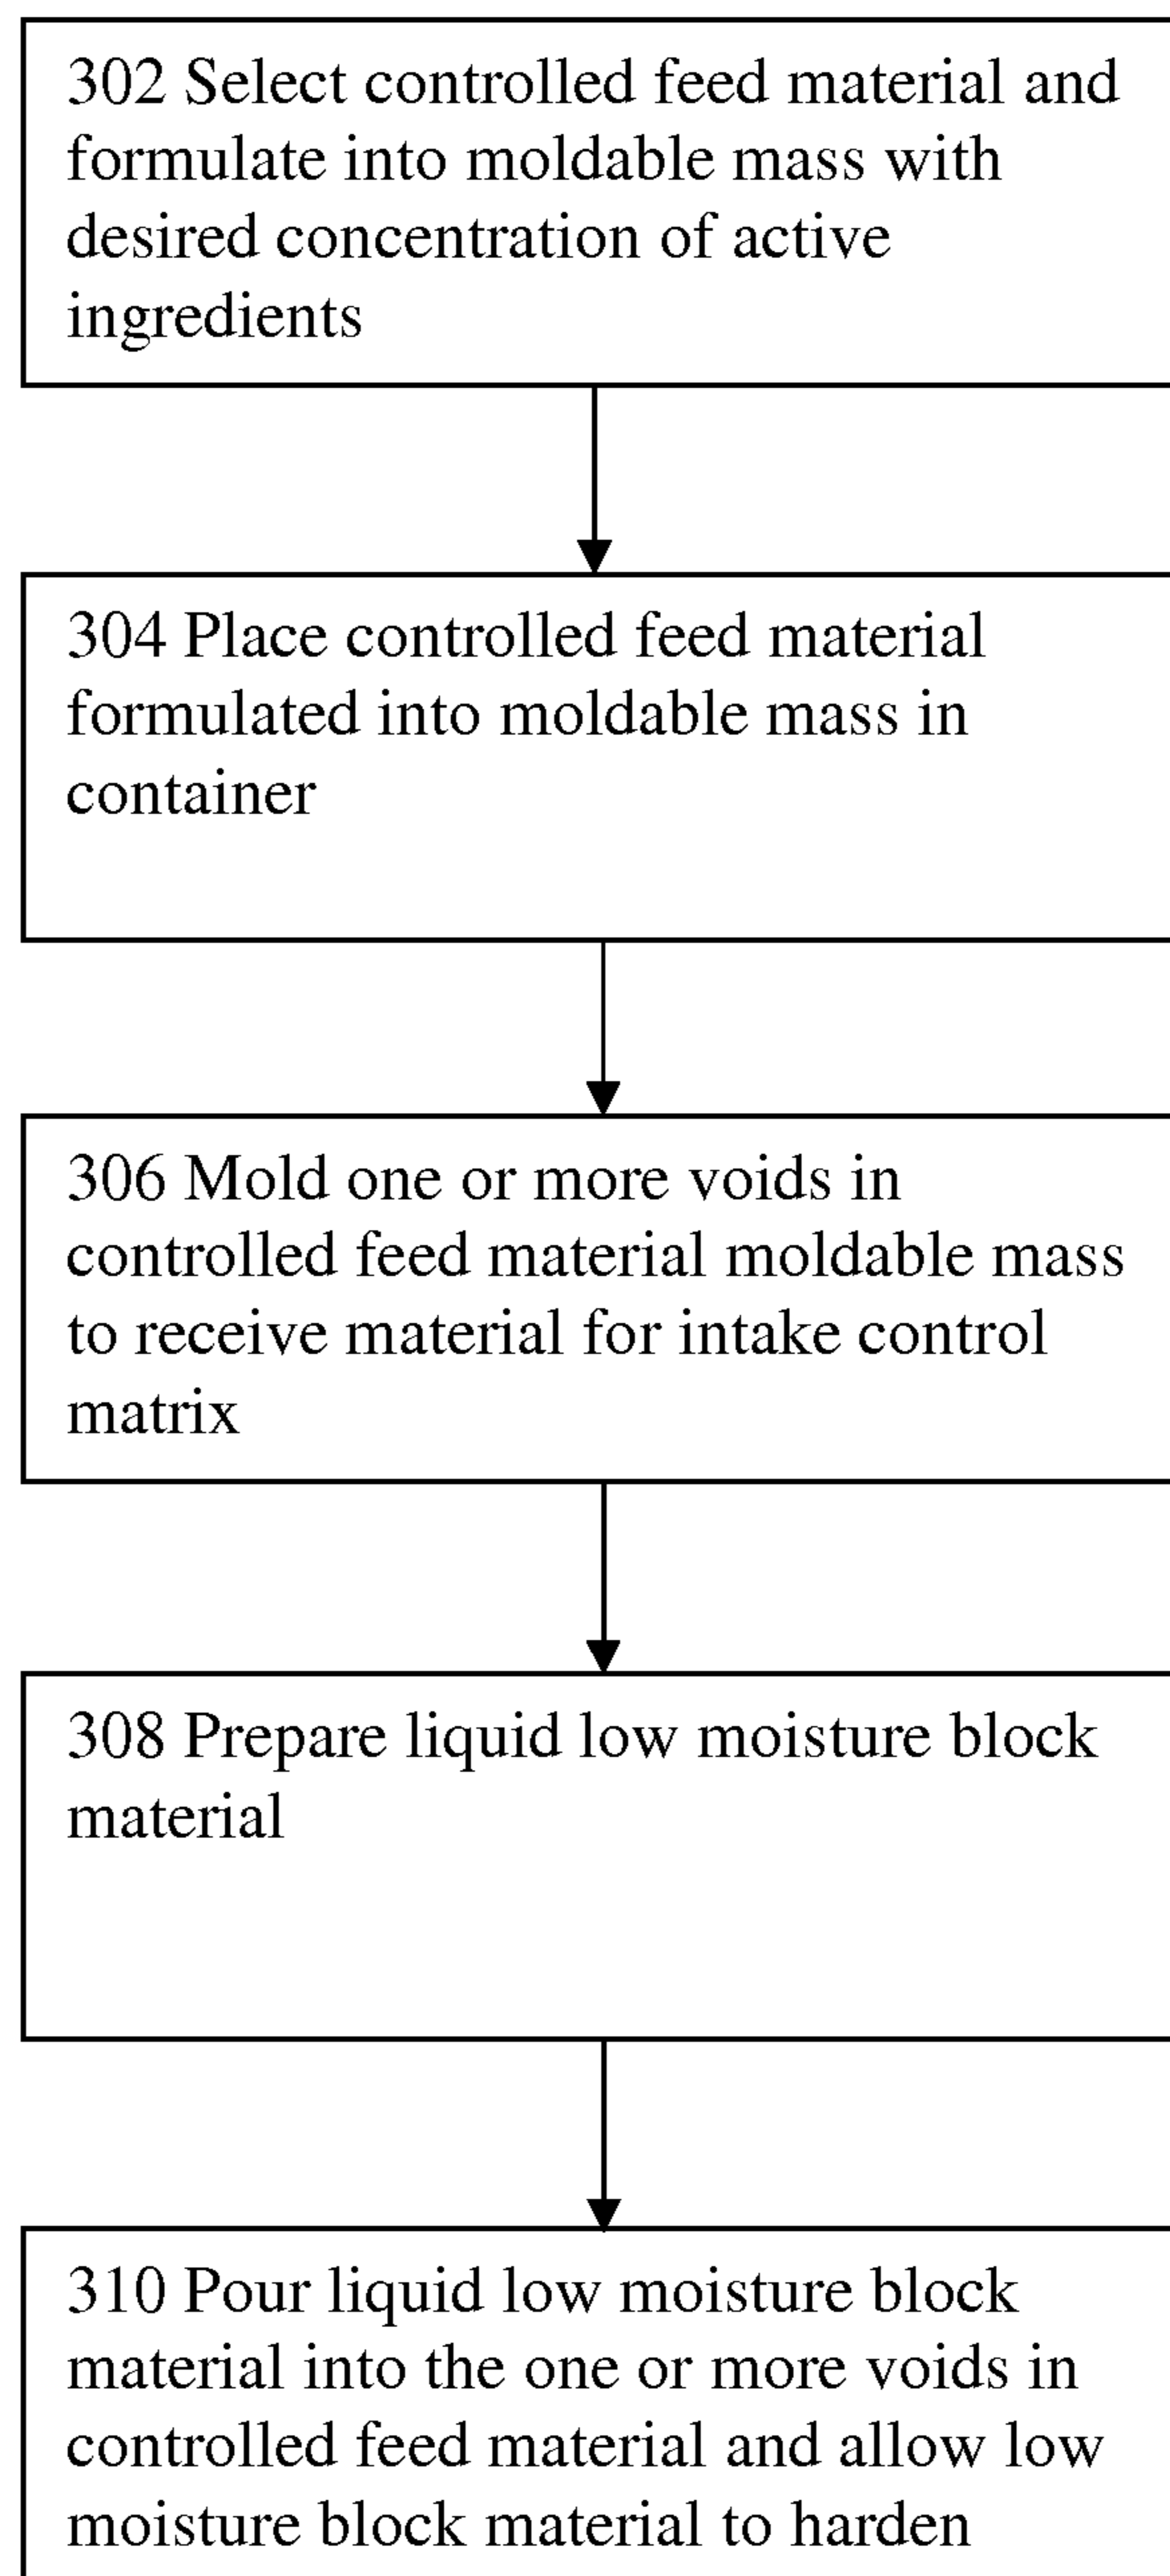 302 Select controlled feed material and
formulate into moldable mass with
desired concentration of active
ingredients
304 Place controlled feed material
formulated into moldable mass in
container
306 Mold one or more voids in
controlled feed material moldable mass
to receive material for intake control
matrix
308 Prepare liquid low moisture block
material
310 Pour liquid low moisture block
material into the one or more voids in
controlled feed material and allow low
moisture block material to harden